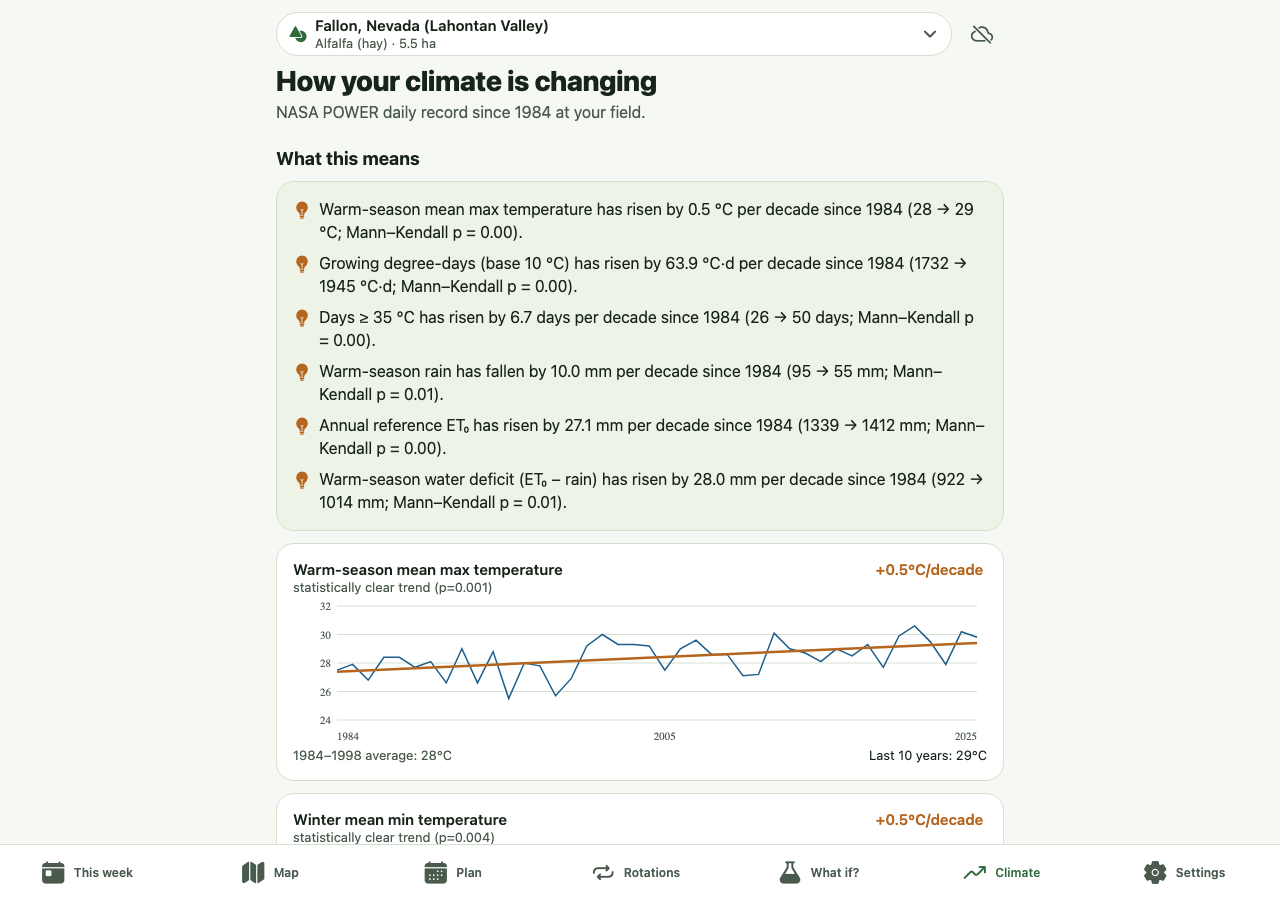 Fallon, Nevada (Lahontan Valley)
Alfalfa (hay) · 5.5 ha
How your climate is changing
NASA POWER daily record since 1984 at your field.
What this means
Warm-season mean max temperature has risen by 0.5 °C per decade since 1984 (28 → 29
°C; Mann–Kendall p = 0.00).
Growing degree-days (base 10 °C) has risen by 63.9 °C·d per decade since 1984 (1732 →
1945 °C·d; Mann–Kendall p = 0.00).
Days ≥ 35 °C has risen by 6.7 days per decade since 1984 (26 → 50 days; Mann–Kendall p
= 0.00).
Warm-season rain has fallen by 10.0 mm per decade since 1984 (95 → 55 mm; Mann–
Kendall p = 0.01).
Annual reference ET₀ has risen by 27.1 mm per decade since 1984 (1339 → 1412 mm; Mann–
Kendall p = 0.00).
Warm-season water deficit (ET₀ – rain) has risen by 28.0 mm per decade since 1984 (922 →
1014 mm; Mann–Kendall p = 0.01).
Warm-season mean max temperature
+0.5°C/decade
statistically clear trend (p=0.001)
32
30
28
26
24
1984 2005 2025
1984–1998 average: 28°C
Last 10 years: 29°C
Winter mean min temperature
+0.5°C/decade
statistically clear trend (p=0.004)
This week
Map
Plan
Rotations
What if?
Climate
Settings